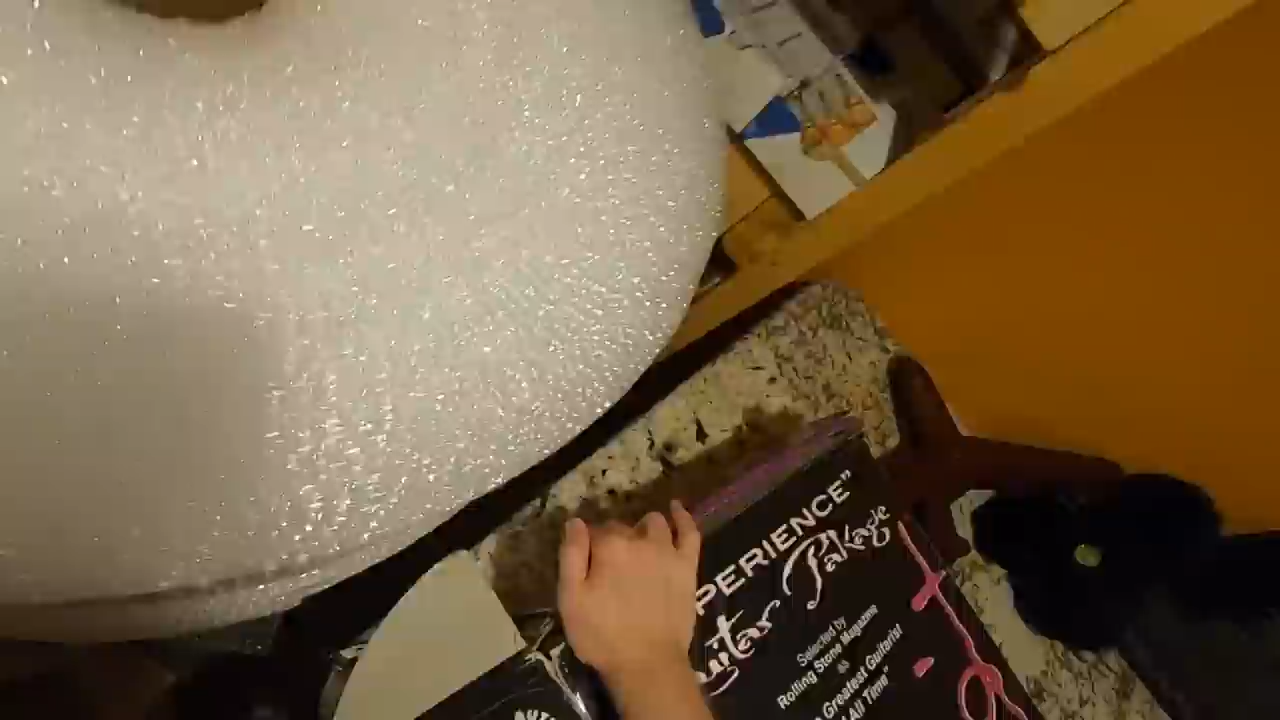 PERIENCE"
uitar Pakage
Selected by
Rolling Stone Magazine
as
Greatest Guitarist
All Time"